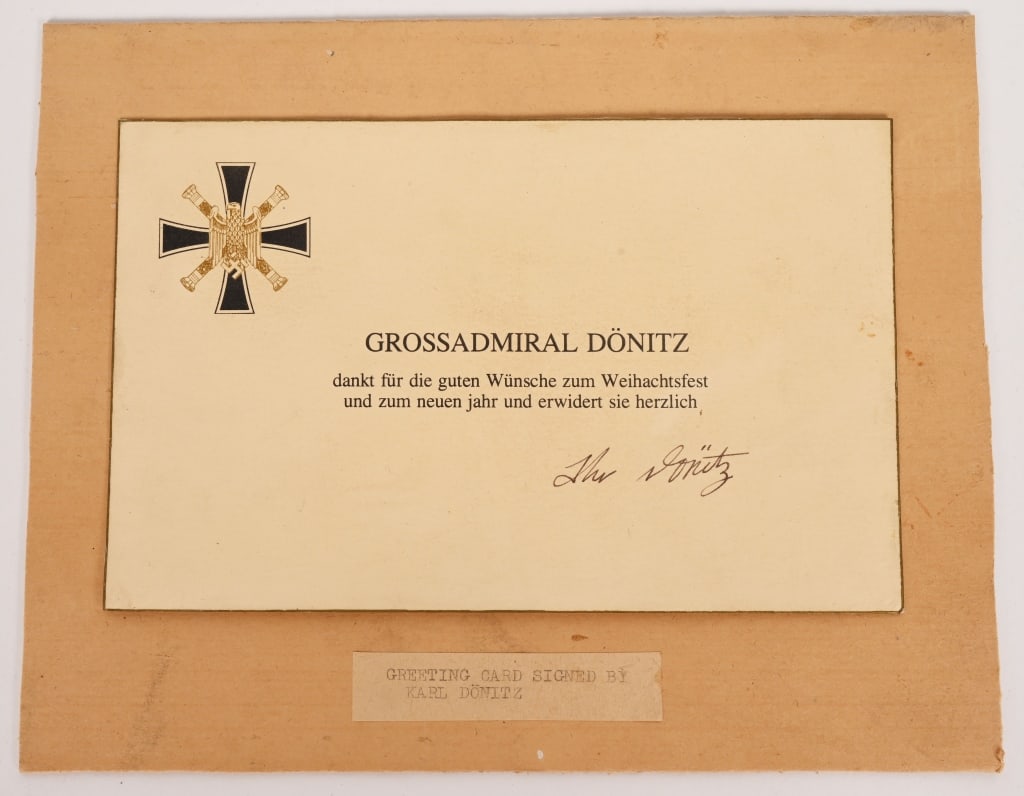 GROSSADMIRAL DÖNITZ
dankt für die guten Wünsche zum Weihachtsfest
und zum neuen jahr und erwidert sie herzlich
Ihr Dönitz
GREETING CARD SIGNED BY
KARL DÖNITZ